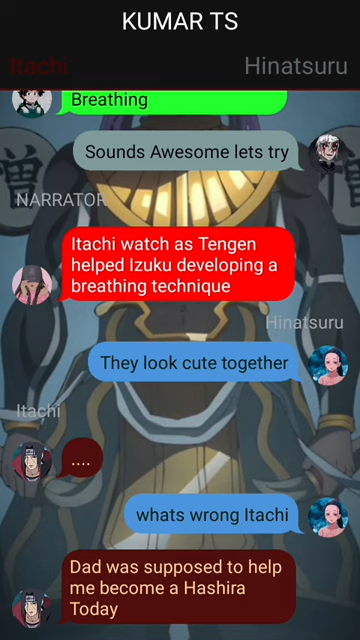 KUMAR TS
Itachi
Hinatsuru
Breathing
Sounds Awesome lets try
NARRATOR
Itachi watch as Tengen
helped Izuku developing a
breathing technique
Hinatsuru
They look cute together
Itachi
....
whats wrong Itachi
Dad was supposed to help
me become a Hashira
Today